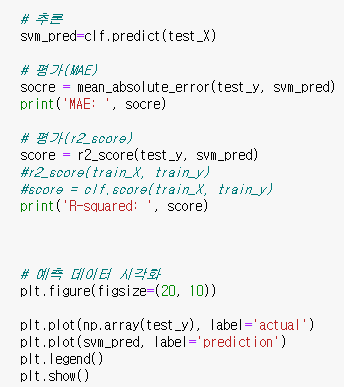 # 추론
svm_pred=clf.predict(test_X)
# 평가(MAE)
socre = mean_absolute_error(test_y, svm_pred)
print('MAE: ', socre)
# 평가(r2_score)
score = r2_score(test_y, svm_pred)
#r2_score(train_X, train_y)
#score = clf.score(train_X, train_y)
print('R-squared: ', score)
# 예측 데이터 시각화
plt.figure(figsize=(20, 10))
plt.plot(np.array(test_y), label='actual')
plt.plot(svm_pred, label='prediction')
plt.legend()
plt.show()